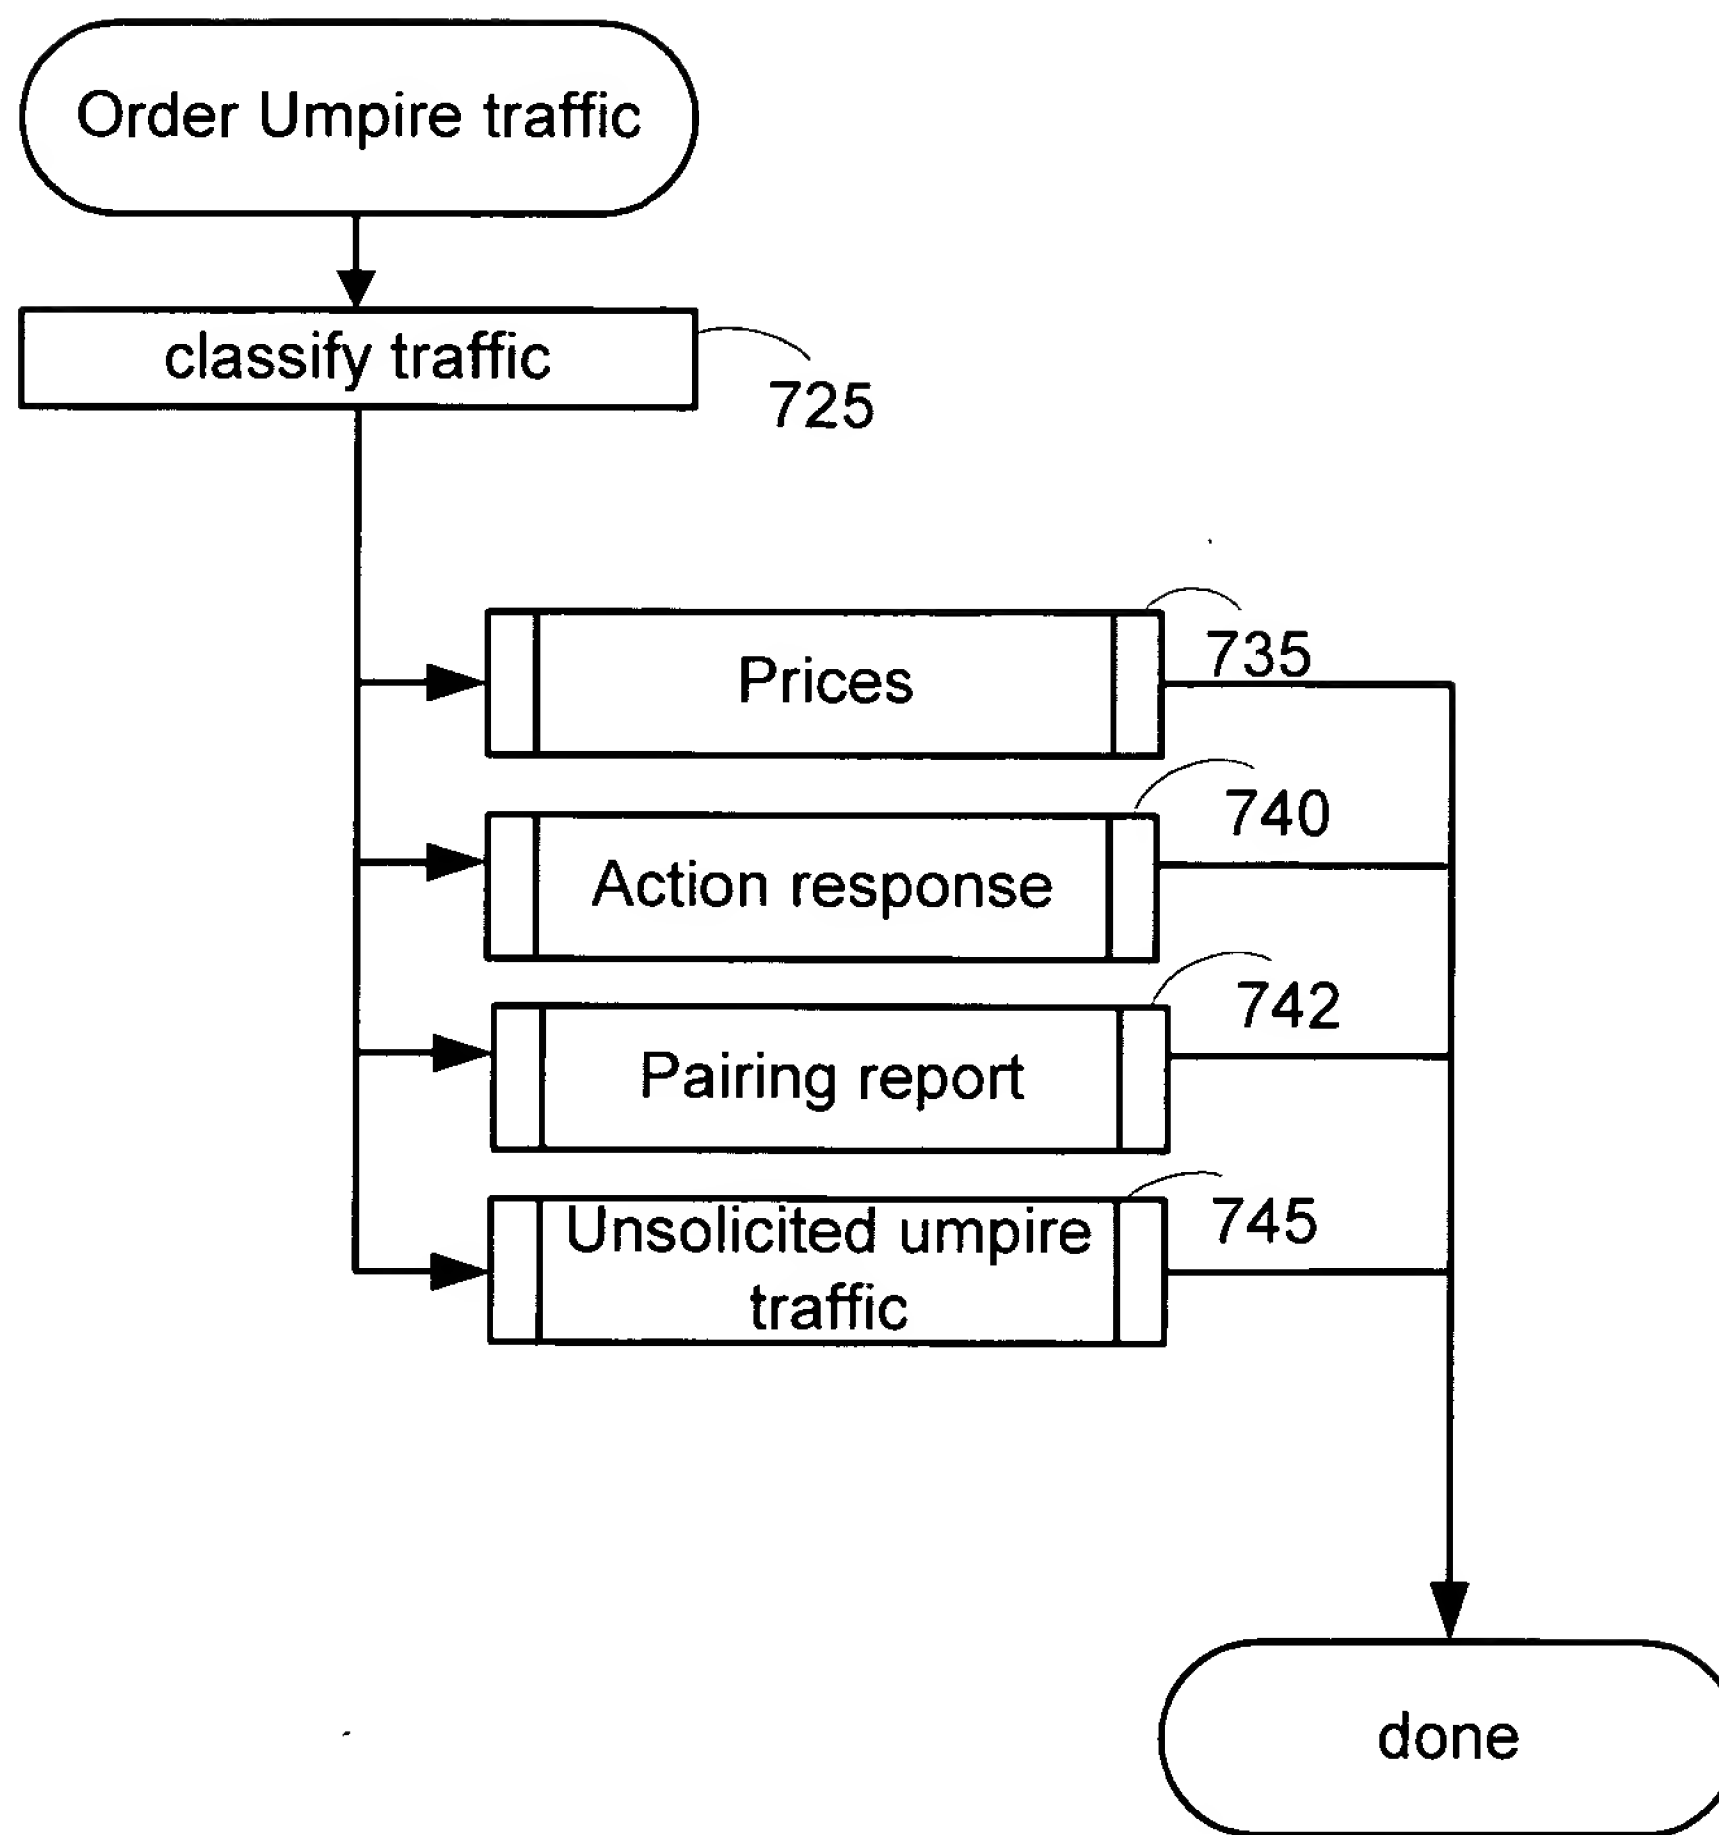 Order Umpire traffic
classify traffic
725
Prices
735
Action response
740
Pairing report
742
Unsolicited umpire
traffic
745
done